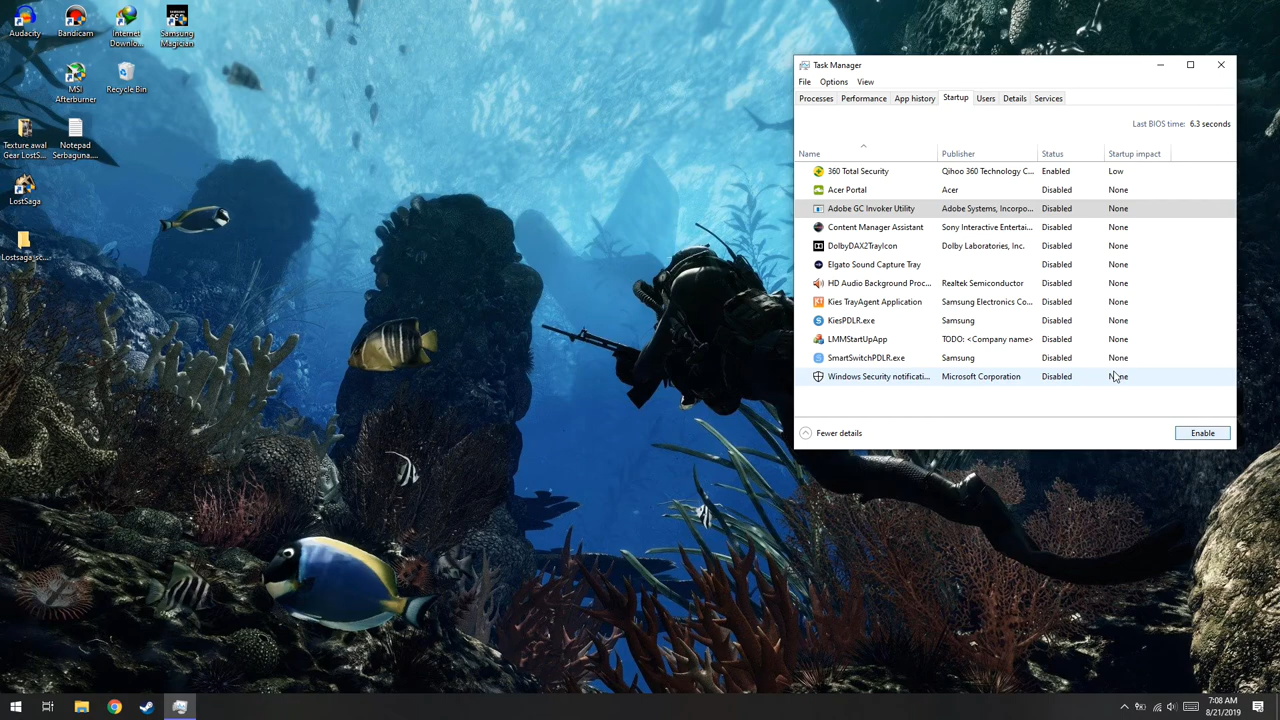 Audacity
Bandicam
Internet
Downlo...
Samsung
Magician
MSI
Afterburner
Recycle Bin
Texture awal
Gear LostS...
Notepad
Serbaguna....
LostSaga
Lostsaga_sc...
Task Manager
File Options View
Processes Performance App history Startup Users Details Services
Last BIOS time: 6.3 seconds
Name Publisher Status Startup impact
360 Total Security Qihoo 360 Technology C... Enabled Low
Acer Portal Acer Disabled None
Adobe GC Invoker Utility Adobe Systems, Incorpo... Disabled None
Content Manager Assistant Sony Interactive Entertai... Disabled None
DolbyDAX2TrayIcon Dolby Laboratories, Inc. Disabled None
Elgato Sound Capture Tray Disabled None
HD Audio Background Proc... Realtek Semiconductor Disabled None
Kies TrayAgent Application Samsung Electronics Co... Disabled None
KiesPDLR.exe Samsung Disabled None
LMMStartUpApp TODO: <Company name> Disabled None
SmartSwitchPDLR.exe Samsung Disabled None
Windows Security notificati... Microsoft Corporation Disabled None
Fewer details Enable
7:08 AM
8/21/2019